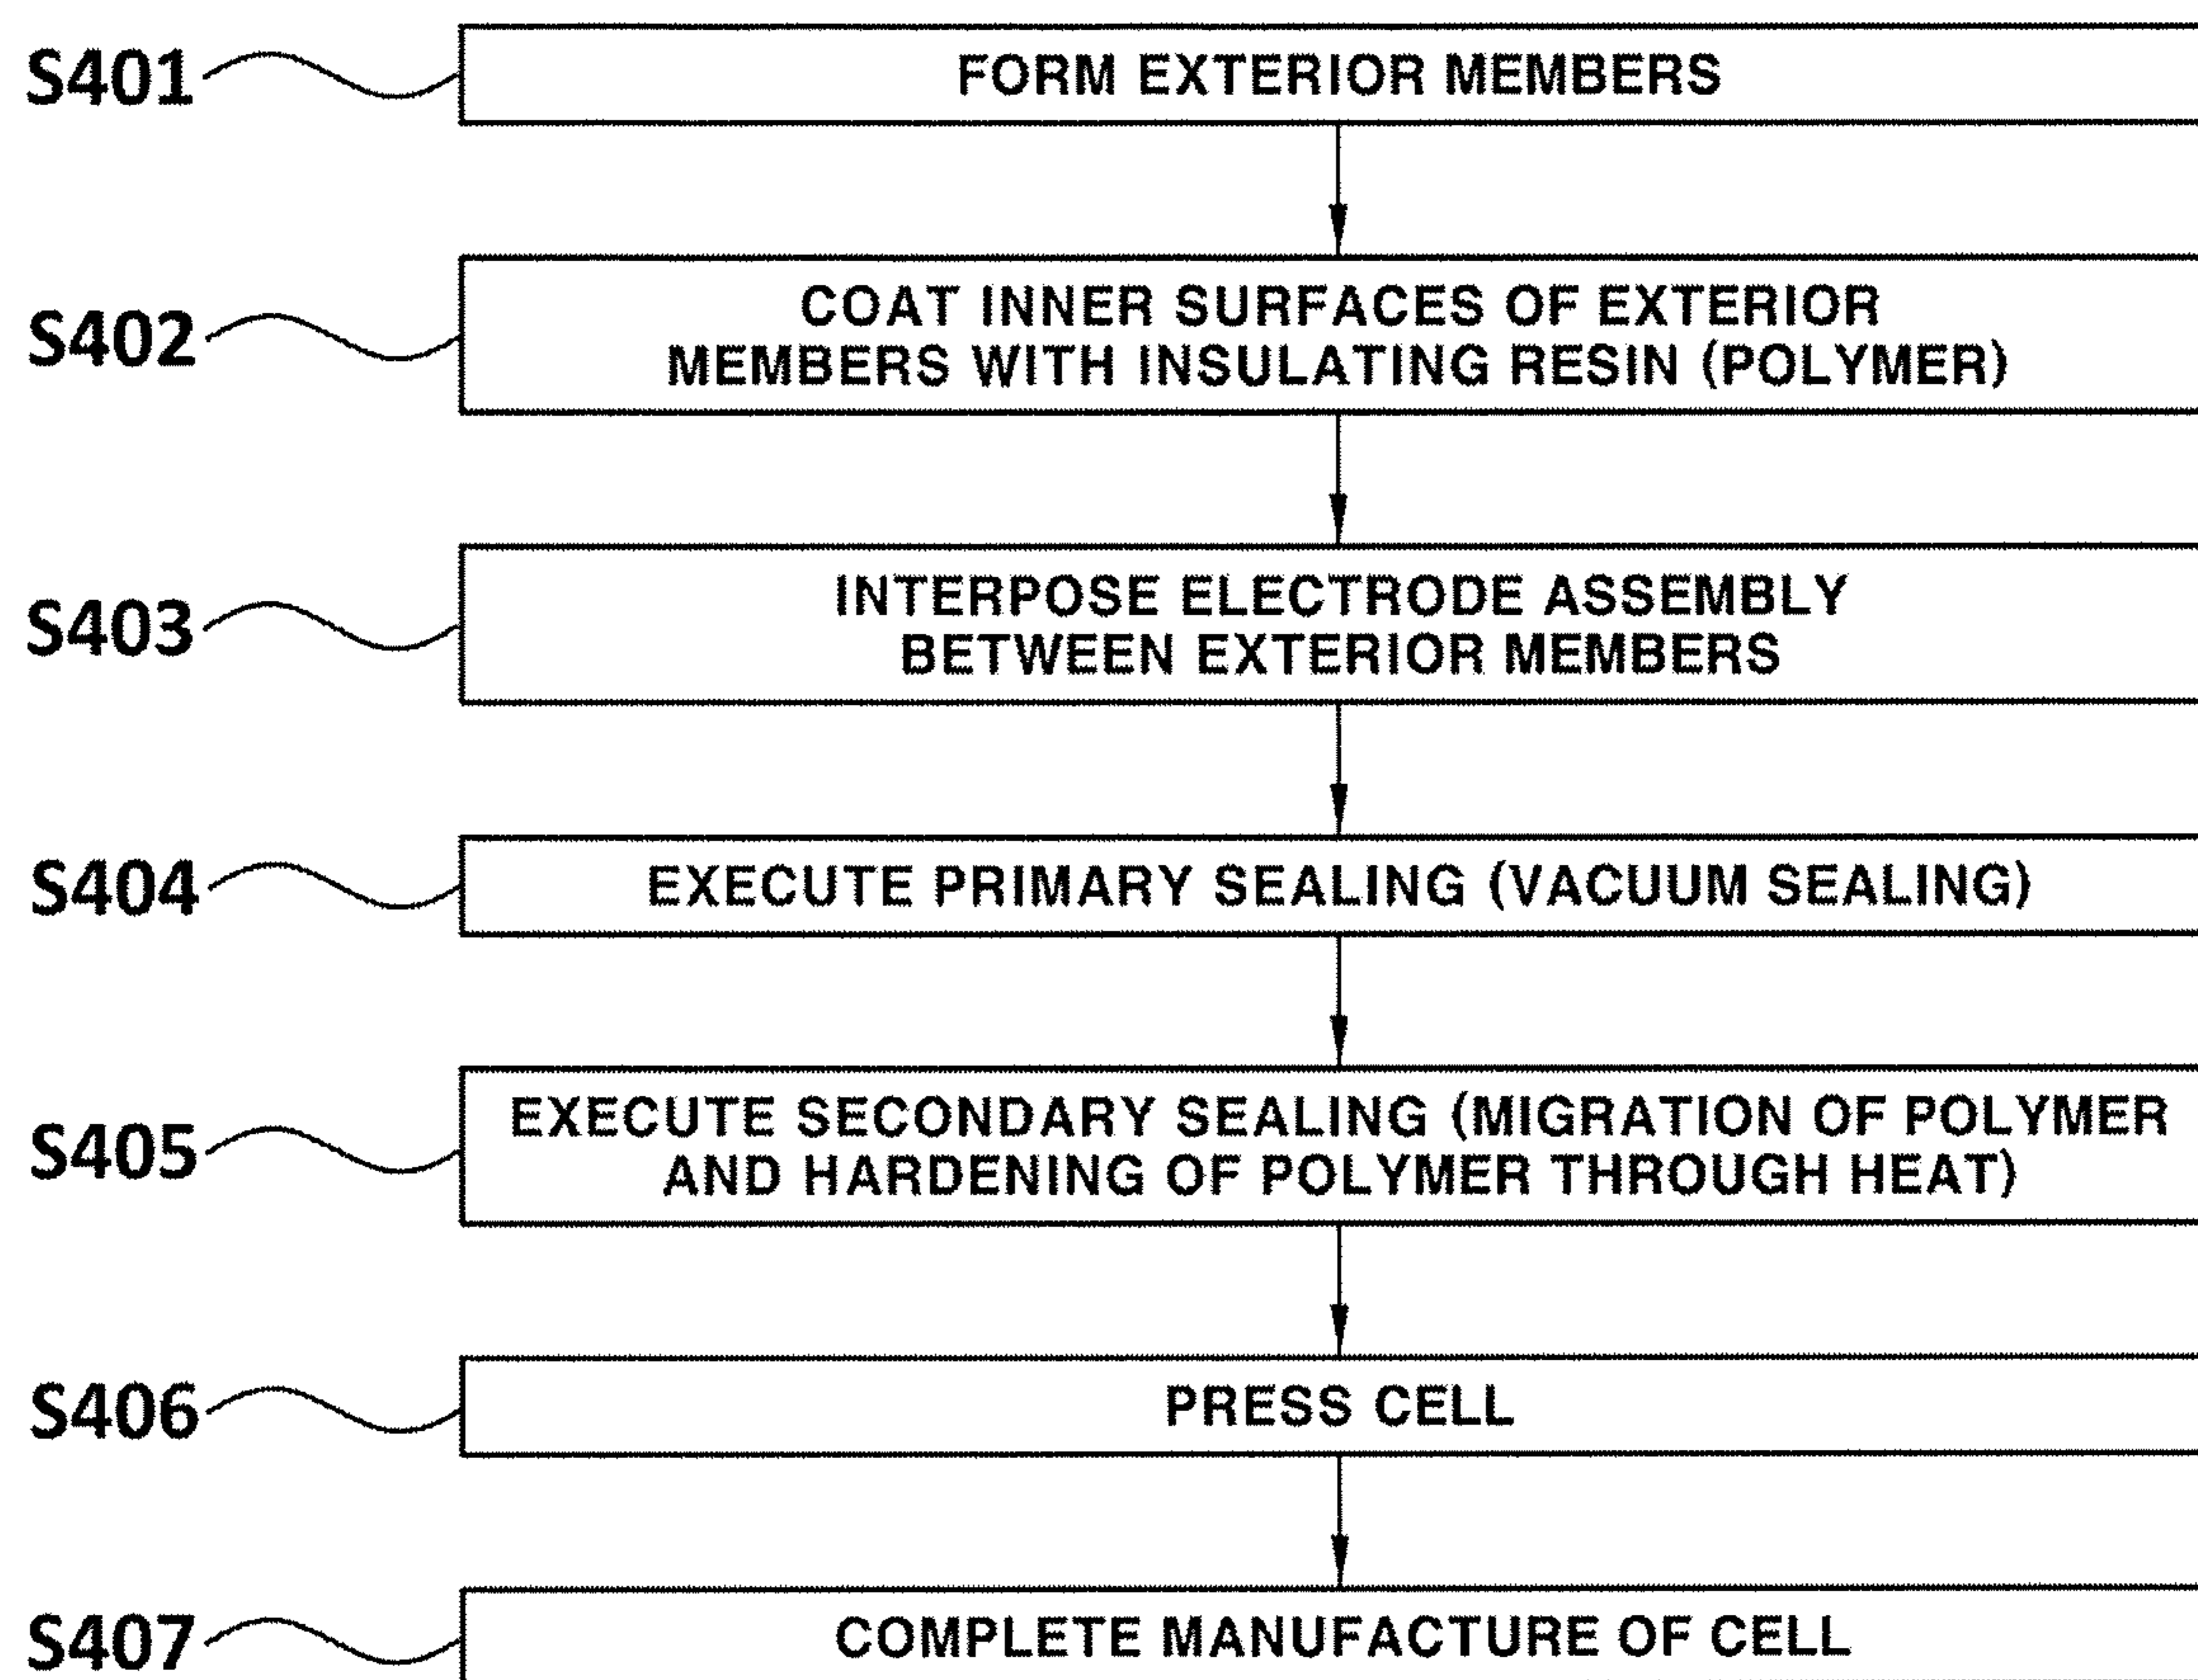 S401
FORM EXTERIOR MEMBERS
S402
COAT INNER SURFACES OF EXTERIOR
MEMBERS WITH INSULATING RESIN (POLYMER)
S403
INTERPOSE ELECTRODE ASSEMBLY
BETWEEN EXTERIOR MEMBERS
S404
EXECUTE PRIMARY SEALING (VACUUM SEALING)
S405
EXECUTE SECONDARY SEALING (MIGRATION OF POLYMER
AND HARDENING OF POLYMER THROUGH HEAT)
S406
PRESS CELL
S407
COMPLETE MANUFACTURE OF CELL